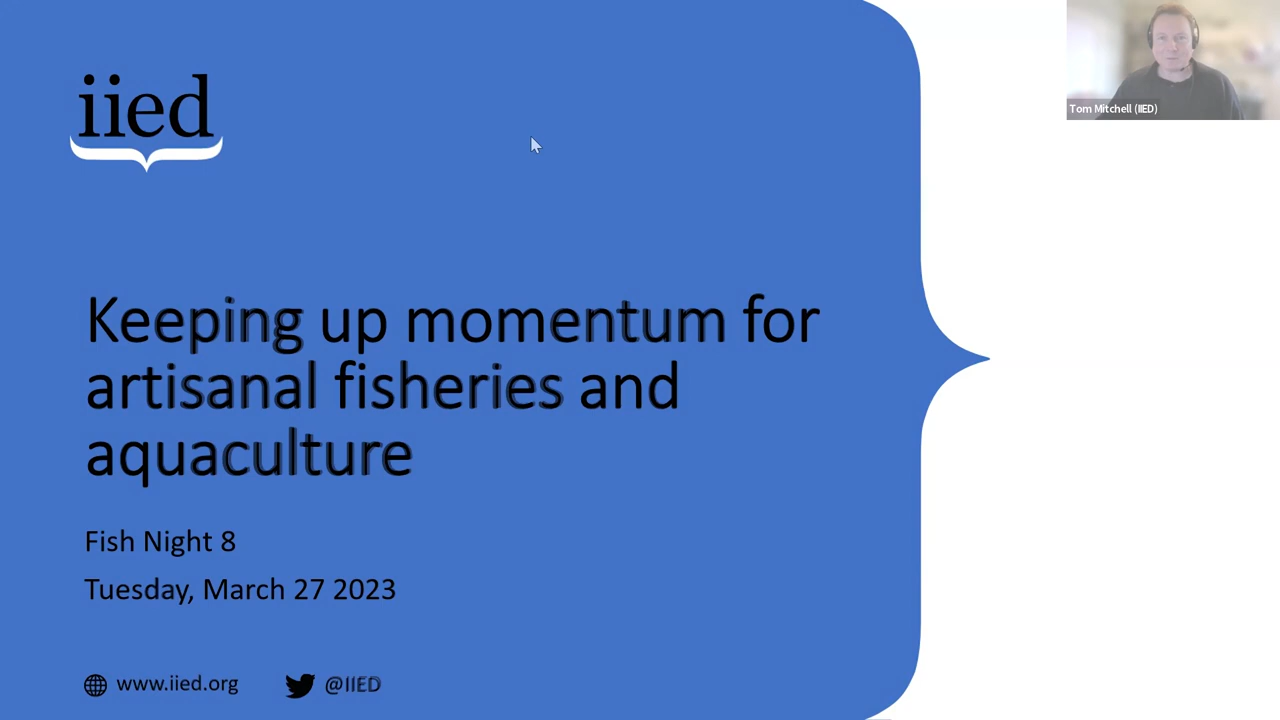 iied
Tom Mitchell (IIED)
Keeping up momentum for
artisanal fisheries and
aquaculture
Fish Night 8
Tuesday, March 27 2023
www.iied.org
@IIED